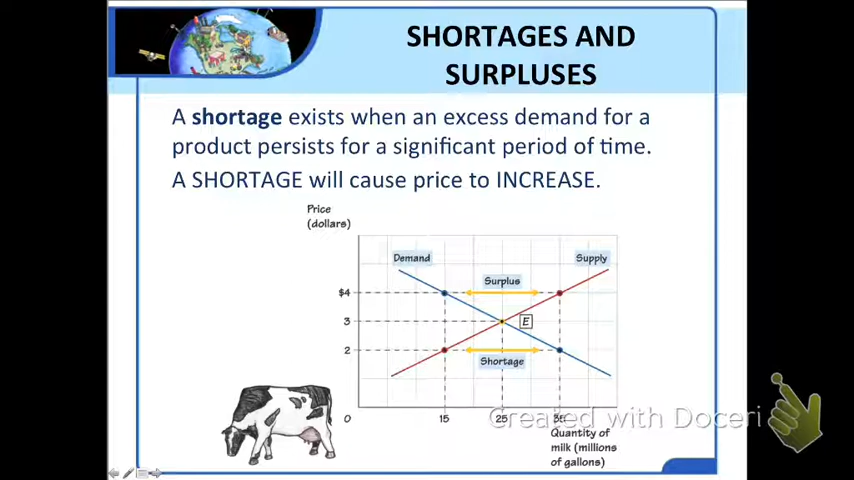 SHORTAGES AND
SURPLUSES
A shortage exists when an excess demand for a
product persists for a significant period of time.
A SHORTAGE will cause price to INCREASE.
Price
(dollars)
Demand
Supply
Surplus
$4
3
E
2
Shortage
0
15
25
35
Created with Doceri
Quantity of
milk (millions
of gallons)